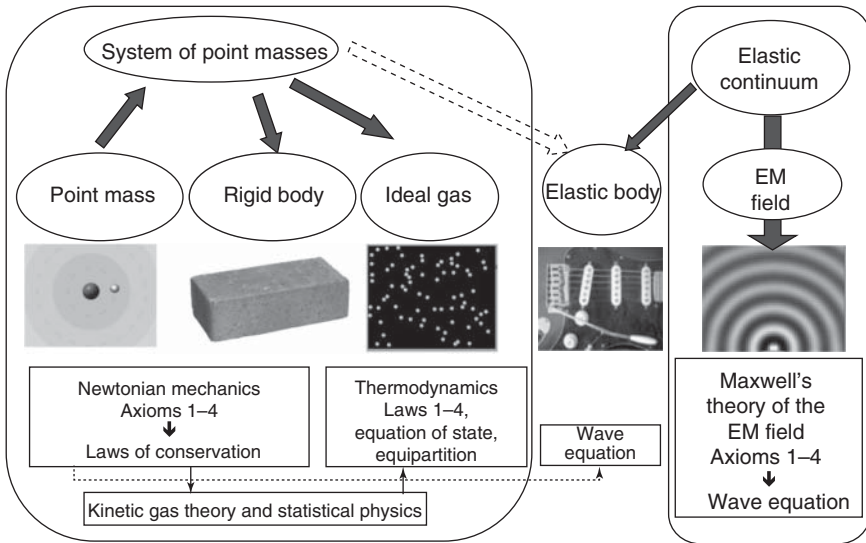 System of point masses
Elastic
continuum
Point mass
Rigid body
Ideal gas
Elastic body
EM
field
Newtonian mechanics
Axioms 1–4
Laws of conservation
Thermodynamics
Laws 1–4,
equation of state,
equipartition
Wave
equation
Maxwell's
theory of the
EM field
Axioms 1–4
Wave equation
Kinetic gas theory and statistical physics